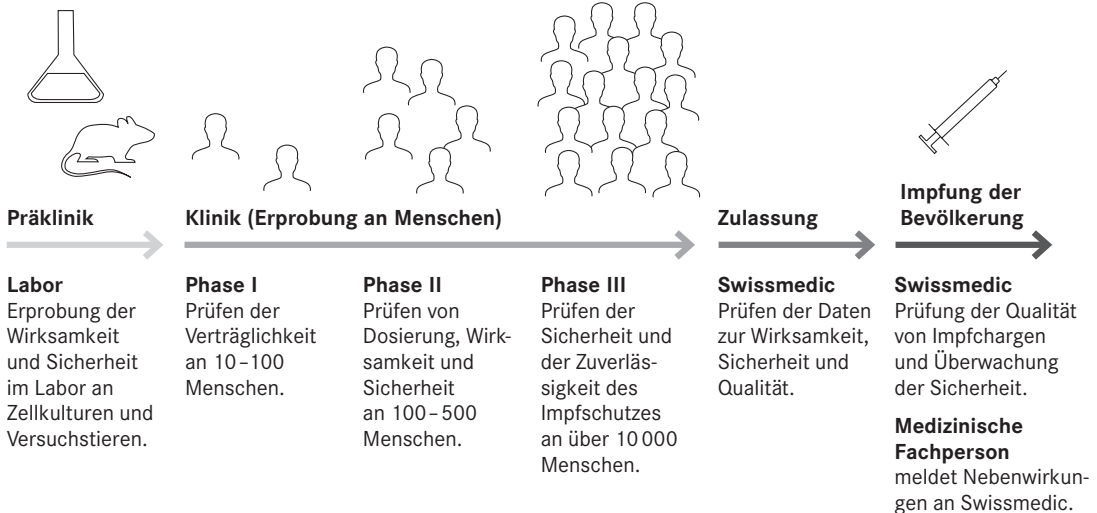 Präklinik
Labor
Erprobung der
Wirksamkeit
und Sicherheit
im Labor an
Zellkulturen und
Versuchstieren.
Klinik (Erprobung an Menschen)
Phase I
Prüfen der
Verträglichkeit
an 10–100
Menschen.
Phase II
Prüfen von
Dosierung, Wirk-
samkeit und
Sicherheit
an 100–500
Menschen.
Phase III
Prüfen der
Sicherheit und
der Zuverläs-
sigkeit des
Impfschutzes
an über 10 000
Menschen.
Zulassung
Swissmedic
Prüfen der Daten
zur Wirksamkeit,
Sicherheit und
Qualität.
Impfung der
Bevölkerung
Swissmedic
Prüfung der Qualität
von Impfchargen
und Überwachung
der Sicherheit.
Medizinische
Fachperson
meldet Nebenwirkun-
gen an Swissmedic.